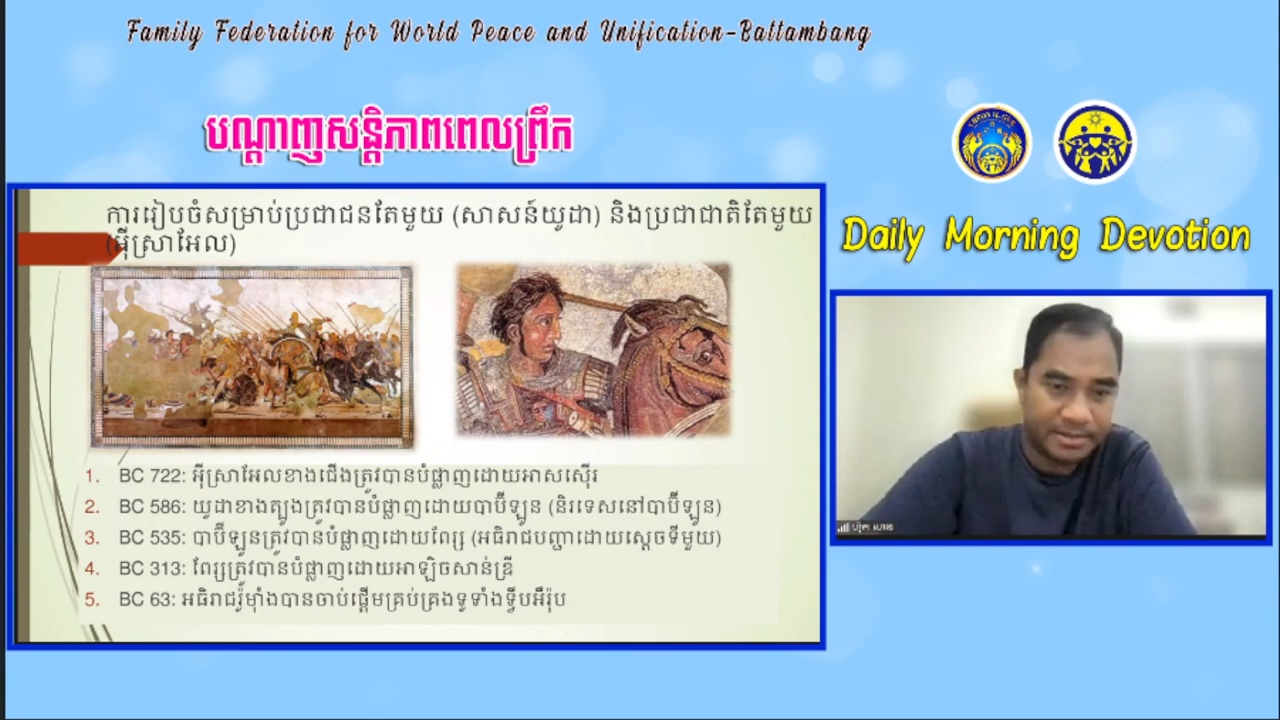 Family Federation for World Peace and Unification-Battambang
បណ្តាញសន្តិភាពពេលព្រឹក
Daily Morning Devotion
ការរៀបចំសម្រាប់ប្រជាជនតែមួយ (សាសន៍យូដា) និងប្រជាជាតិតែមួយ
(អ៊ីស្រាអែល)
1. BC 722: អ៊ីស្រាអែលខាងជើងត្រូវបានបំផ្លាញដោយអាសស៊ើរ
2. BC 586: យូដាខាងត្បូងត្រូវបានបំផ្លាញដោយបាប៊ីឡូន (និរទេសនៅបាប៊ីឡូន)
3. BC 535: បាប៊ីឡូនត្រូវបានបំផ្លាញដោយពែរ្ស (អធិរាជបញ្ជាដោយស្តេចទីមួយ)
4. BC 313: ពែរ្សត្រូវបានបំផ្លាញដោយអាឡិចសាន់ឌ្រី
5. BC 63: អធិរាជរ៉ូម៉ាំងបានចាប់ផ្តើមគ្រប់គ្រងទូទាំងទ្វីបអឺរ៉ុប